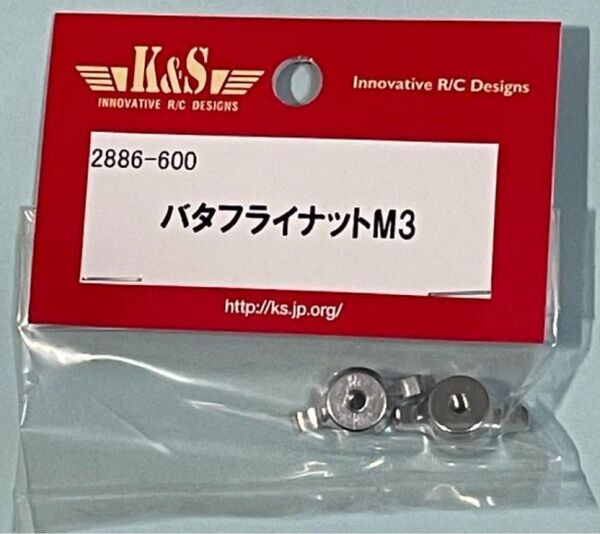 K&S
INNOVATIVE R/C DESIGNS
Innovative R/C Designs
2886-600
バタフライナットM3
http://ks.jp.org/